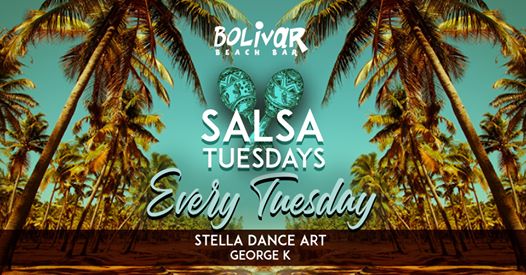 BOLIVAR
BEACH BAR
SALSA
TUESDAYS
Every Tuesday
STELLA DANCE ART
GEORGE K